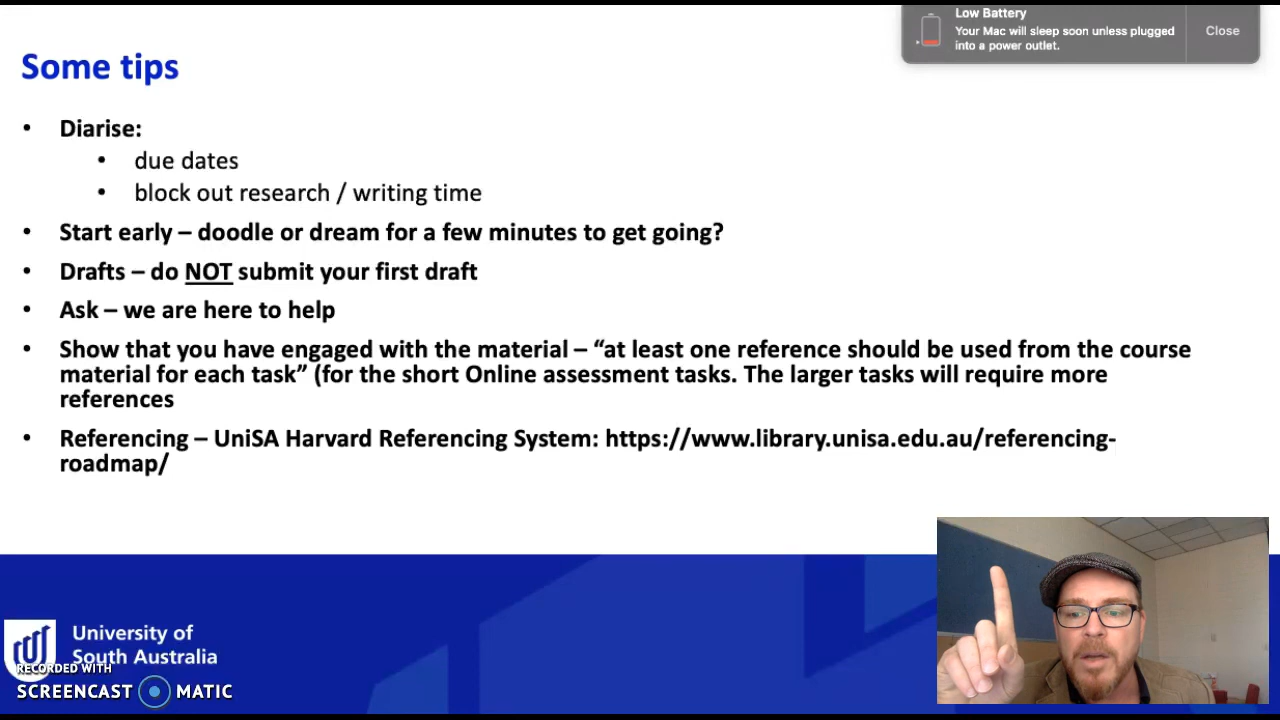 Low Battery
Your Mac will sleep soon unless plugged
into a power outlet.
Close
Some tips
• Diarise:
• due dates
• block out research / writing time
• Start early – doodle or dream for a few minutes to get going?
• Drafts – do NOT submit your first draft
• Ask – we are here to help
• Show that you have engaged with the material – “at least one reference should be used from the course
material for each task” (for the short Online assessment tasks. The larger tasks will require more
references
• Referencing – UniSA Harvard Referencing System: https://www.library.unisa.edu.au/referencing-
roadmap/
University of
South Australia
RECORDED WITH
SCREENCAST MATIC